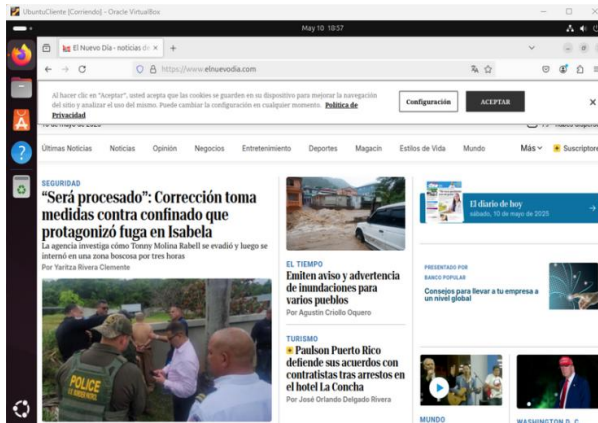 UbuntuCliente [Corriendo] - Oracle VirtualBox
May 10 18:57
El Nuevo Día - noticias de
https://www.elnuevodia.com
Al hacer clic en "Aceptar", usted acepta que las cookies se guarden en su dispositivo para mejorar la navegación
del sitio y analizar el uso del mismo. Puede cambiar la configuración en cualquier momento. Política de
Privacidad
Configuración
ACEPTAR
Últimas Noticias Noticias Opinión Negocios Entretenimiento Deportes Magacín Estilos de Vida Mundo Más Suscriptores
SEGURIDAD
"Será procesado": Corrección toma
medidas contra confinado que
protagonizó fuga en Isabela
La agencia investiga cómo Tonny Molina Rabell se evadió y luego se
internó en una zona boscosa por tres horas
Por Yaritza Rivera Clemente
POLICE
EL TIEMPO
Emiten aviso y advertencia
de inundaciones para
varios pueblos
Por Agustín Criollo Oquero
TURISMO
Paulson Puerto Rico
defiende sus acuerdos con
contratistas tras arrestos en
el hotel La Concha
Por José Orlando Delgado Rivera
El diario de hoy
sábado, 10 de mayo de 2025
PRESENTADO POR
BANCO POPULAR
Consejos para llevar a tu empresa a
un nivel global
MUNDO
WASHINGTON D. C.